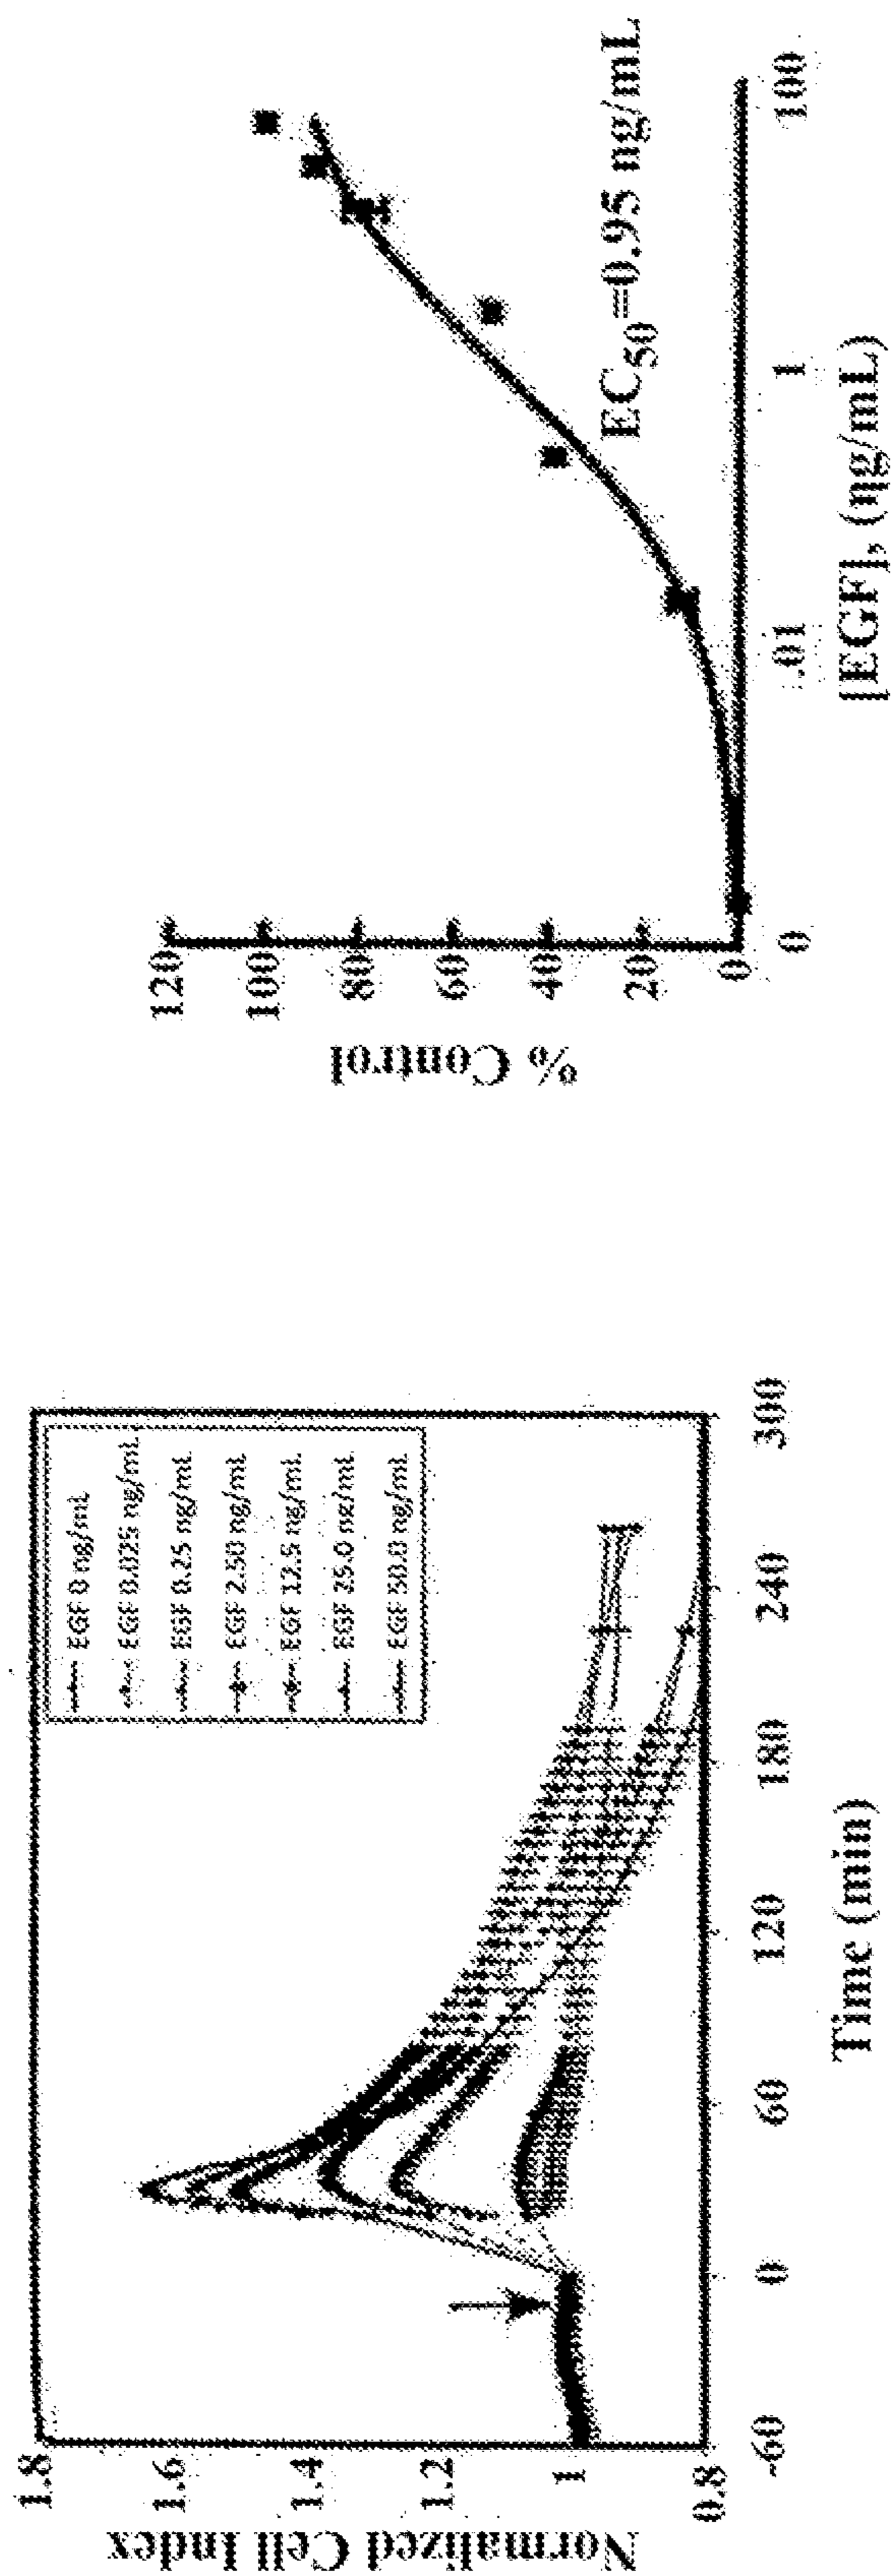 Normalized Cell Index
1.8
1.6
1.4
1.2
1
0.8
-60
0
60
120
180
240
300
Time (min)
EGF 0 ng/mL
EGF 0.025 ng/mL
EGF 0.25 ng/mL
EGF 2.50 ng/mL
EGF 12.5 ng/mL
EGF 25.0 ng/mL
EGF 50.0 ng/mL
% Control
120
100
80
60
40
20
0
0
.01
1
100
[EGF], (ng/mL)
EC50=0.95 ng/mL